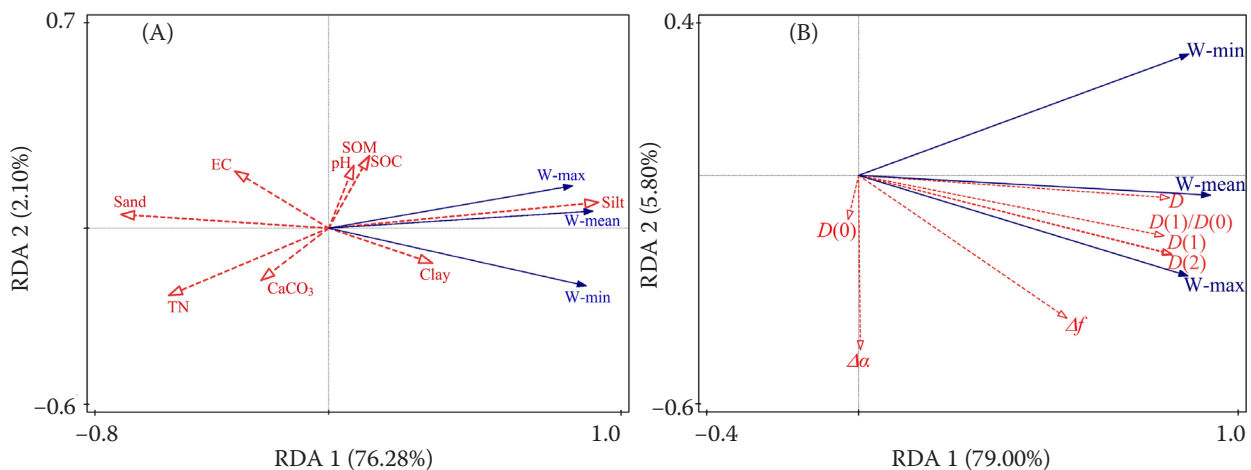 0.7
(A)
SOM
pH
SOC
EC
W-max
Sand
Silt
W-mean
Clay
CaCO₃
W-min
TN
RDA 2 (2.10%)
−0.6
−0.8
1.0
RDA 1 (76.28%)
0.4
(B)
W-min
W-mean
D
D(1)/D(0)
D(0)
D(1)
D(2)
W-max
Δf
Δα
RDA 2 (5.80%)
−0.6
−0.4
1.0
RDA 1 (79.00%)